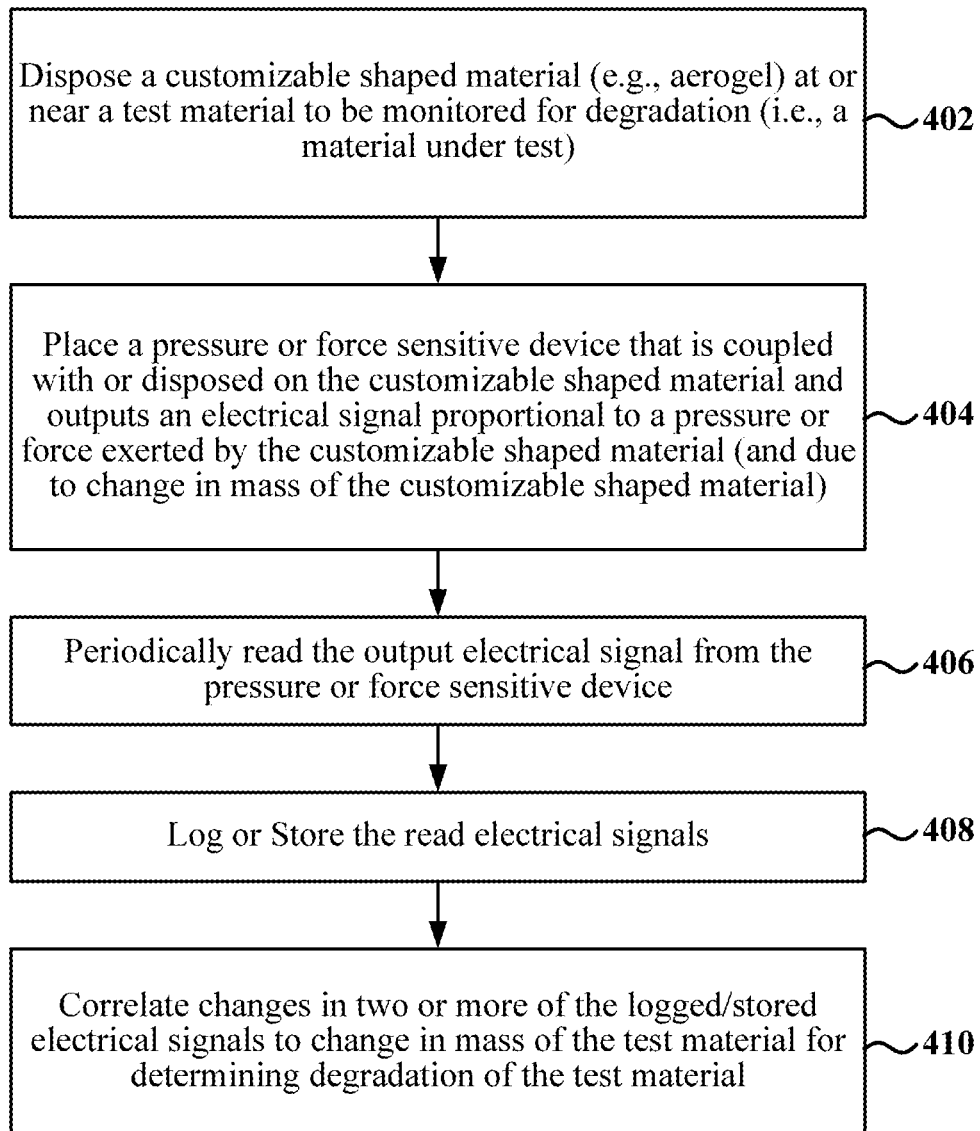 Dispose a customizable shaped material (e.g., aerogel) at or
near a test material to be monitored for degradation (i.e., a
material under test)
402
Place a pressure or force sensitive device that is coupled
with or disposed on the customizable shaped material and
outputs an electrical signal proportional to a pressure or
force exerted by the customizable shaped material (and due
to change in mass of the customizable shaped material)
404
Periodically read the output electrical signal from the
pressure or force sensitive device
406
Log or Store the read electrical signals
408
Correlate changes in two or more of the logged/stored
electrical signals to change in mass of the test material for
determining degradation of the test material
410